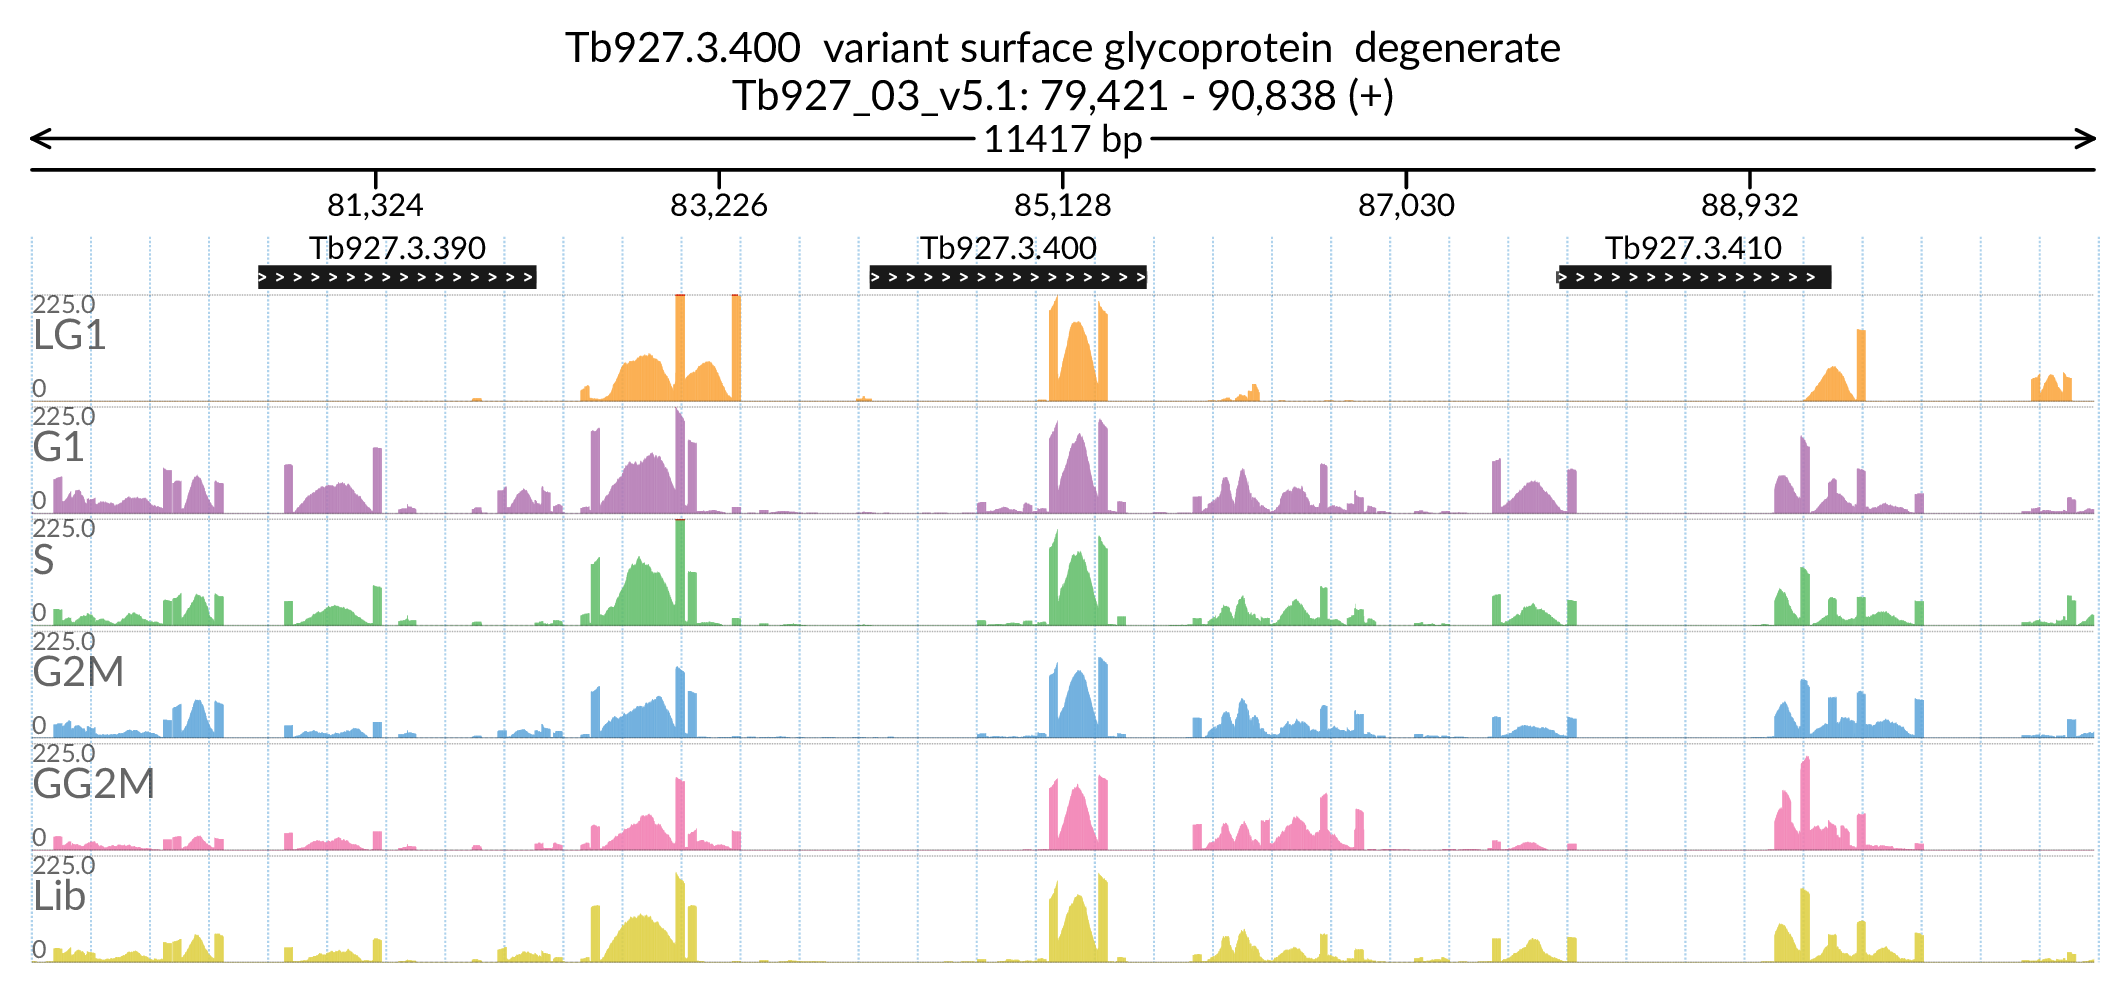 Tb927.3.400  variant surface glycoprotein  degenerate
Tb927_03_v5.1: 79,421 - 90,838 (+)
11417 bp
81,324 83,226 85,128 87,030 88,932
Tb927.3.390 Tb927.3.400 Tb927.3.410
225.0
LG1
0
225.0
G1
0
225.0
S
0
225.0
G2M
0
225.0
GG2M
0
225.0
Lib
0